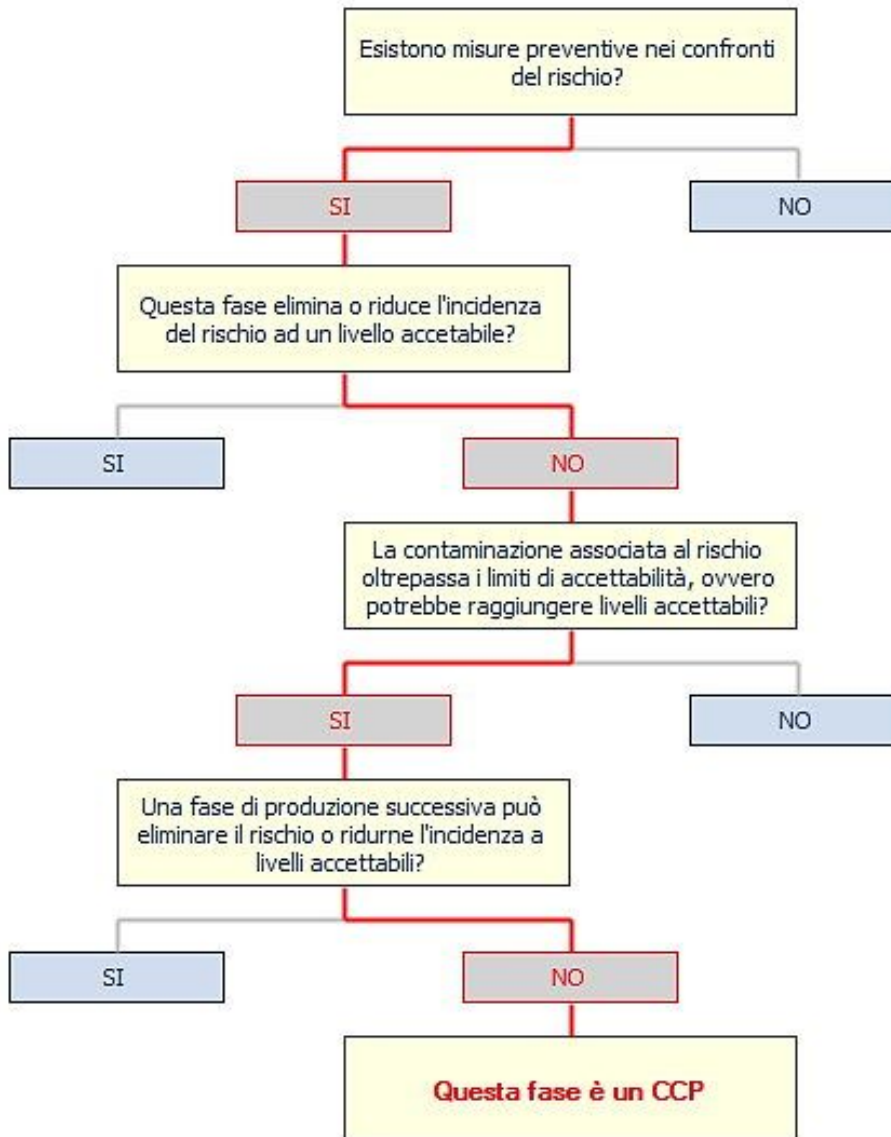 Esistono misure preventive nei confronti
del rischio?
SI
NO
Questa fase elimina o riduce l'incidenza
del rischio ad un livello accetabile?
SI
NO
La contaminazione associata al rischio
oltrepassa i limiti di accettabilità, ovvero
potrebbe raggiungere livelli accettabili?
SI
NO
Una fase di produzione successiva può
eliminare il rischio o ridurne l'incidenza a
livelli accettabili?
SI
NO
Questa fase è un CCP